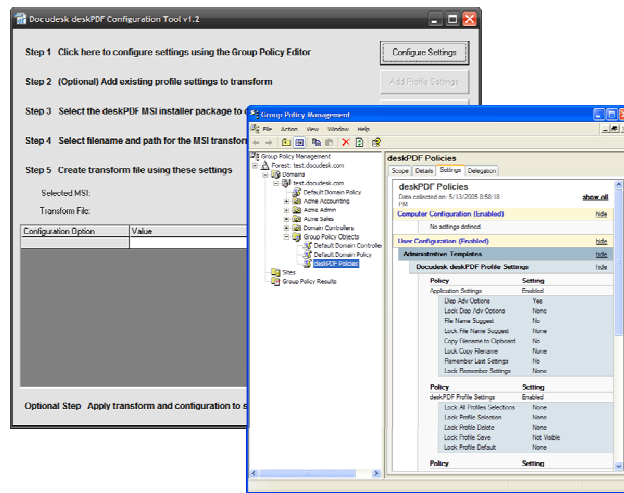 Docudesk deskPDF Configuration Tool v1.2
Step 1 Click here to configure settings using the Group Policy Editor
Configure Settings
Step 2 (Optional) Add existing profile settings to transform
Add Profile Settings
Step 3 Select the deskPDF MSI installer package to
Step 4 Select filename and path for the MSI transform
Step 5 Create transform file using these settings
Selected MSI:
Transform File:
Configuration Option Value
Optional Step Apply transform and configuration to s
Group Policy Management
File Action View Window Help
Group Policy Management
Forest: test.docudesk.com
Domains
test.docudesk.com
Default Domain Policy
Acme Accounting
Acme Admin
Acme Sales
Domain Controllers
Group Policy Objects
Default Domain Controller
Default Domain Policy
deskPDF Policies
Sites
Group Policy Results
deskPDF Policies
Scope Details Settings Delegation
deskPDF Policies
Data collected on: 5/13/2005 8:58:18 PM
show all
Computer Configuration (Enabled) hide
No settings defined.
User Configuration (Enabled) hide
Administrative Templates hide
Docudesk deskPDF Profile Settings hide
Policy Setting
Application Settings Enabled
Disp Adv Options Yes
Lock Disp Adv Options None
File Name Suggest No
Lock File Name Suggest None
Copy Filename to Clipboard No
Lock Copy Filename None
Remember Last Settings No
Lock Remember Settings None
Policy Setting
deskPDF Profile Settings Enabled
Lock All Profiles Selections None
Lock Profile Selection None
Lock Profile Delete None
Lock Profile Save Not Visible
Lock Profile Default None
Policy Setting